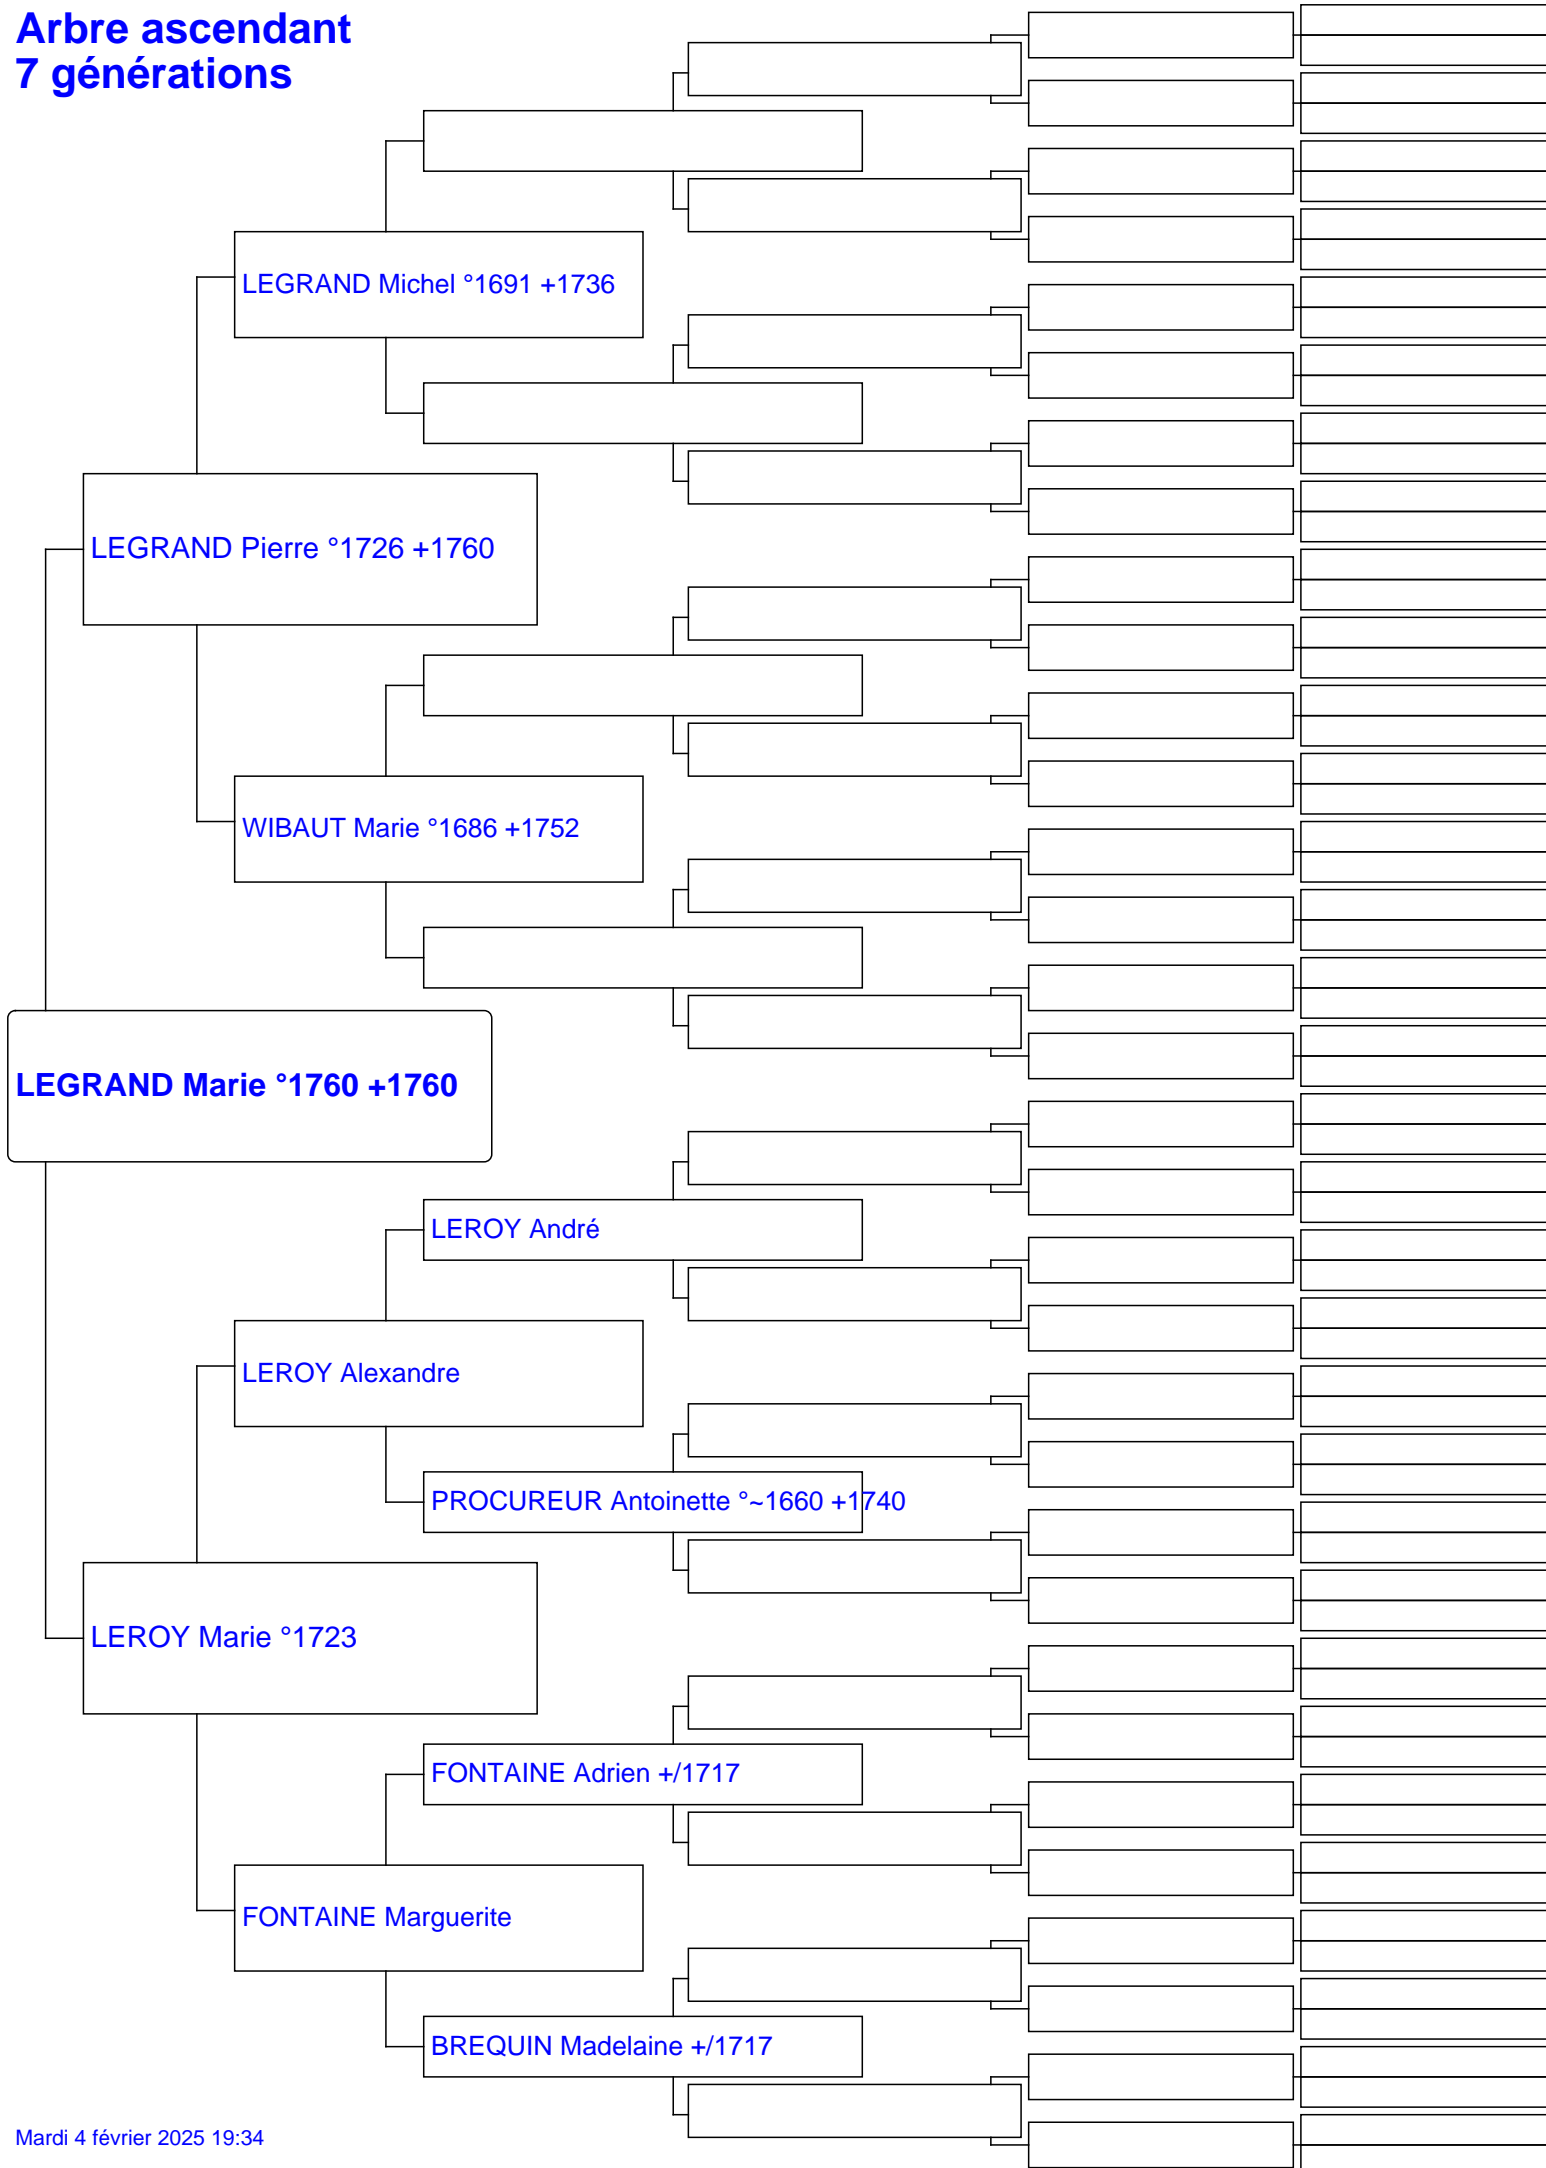 Arbre ascendant
7 générations
LEGRAND Michel °1691 +1736
LEGRAND Pierre °1726 +1760
WIBAUT Marie °1686 +1752
LEGRAND Marie °1760 +1760
LEROY André
LEROY Alexandre
PROCUREUR Antoinette °~1660 +1740
LEROY Marie °1723
FONTAINE Adrien +/1717
FONTAINE Marguerite
BREQUIN Madelaine +/1717
Mardi 4 février 2025 19:34